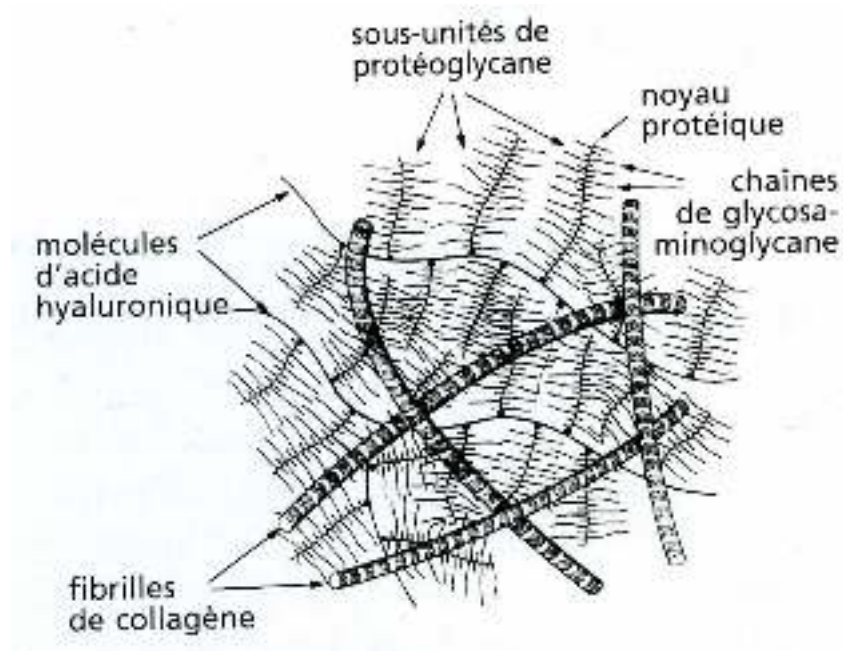 sous-unités de
protéoglycane
noyau
protéique
chaînes
de glycosa-
minoglycane
molécules
d'acide
hyaluronique
fibrilles
de collagène